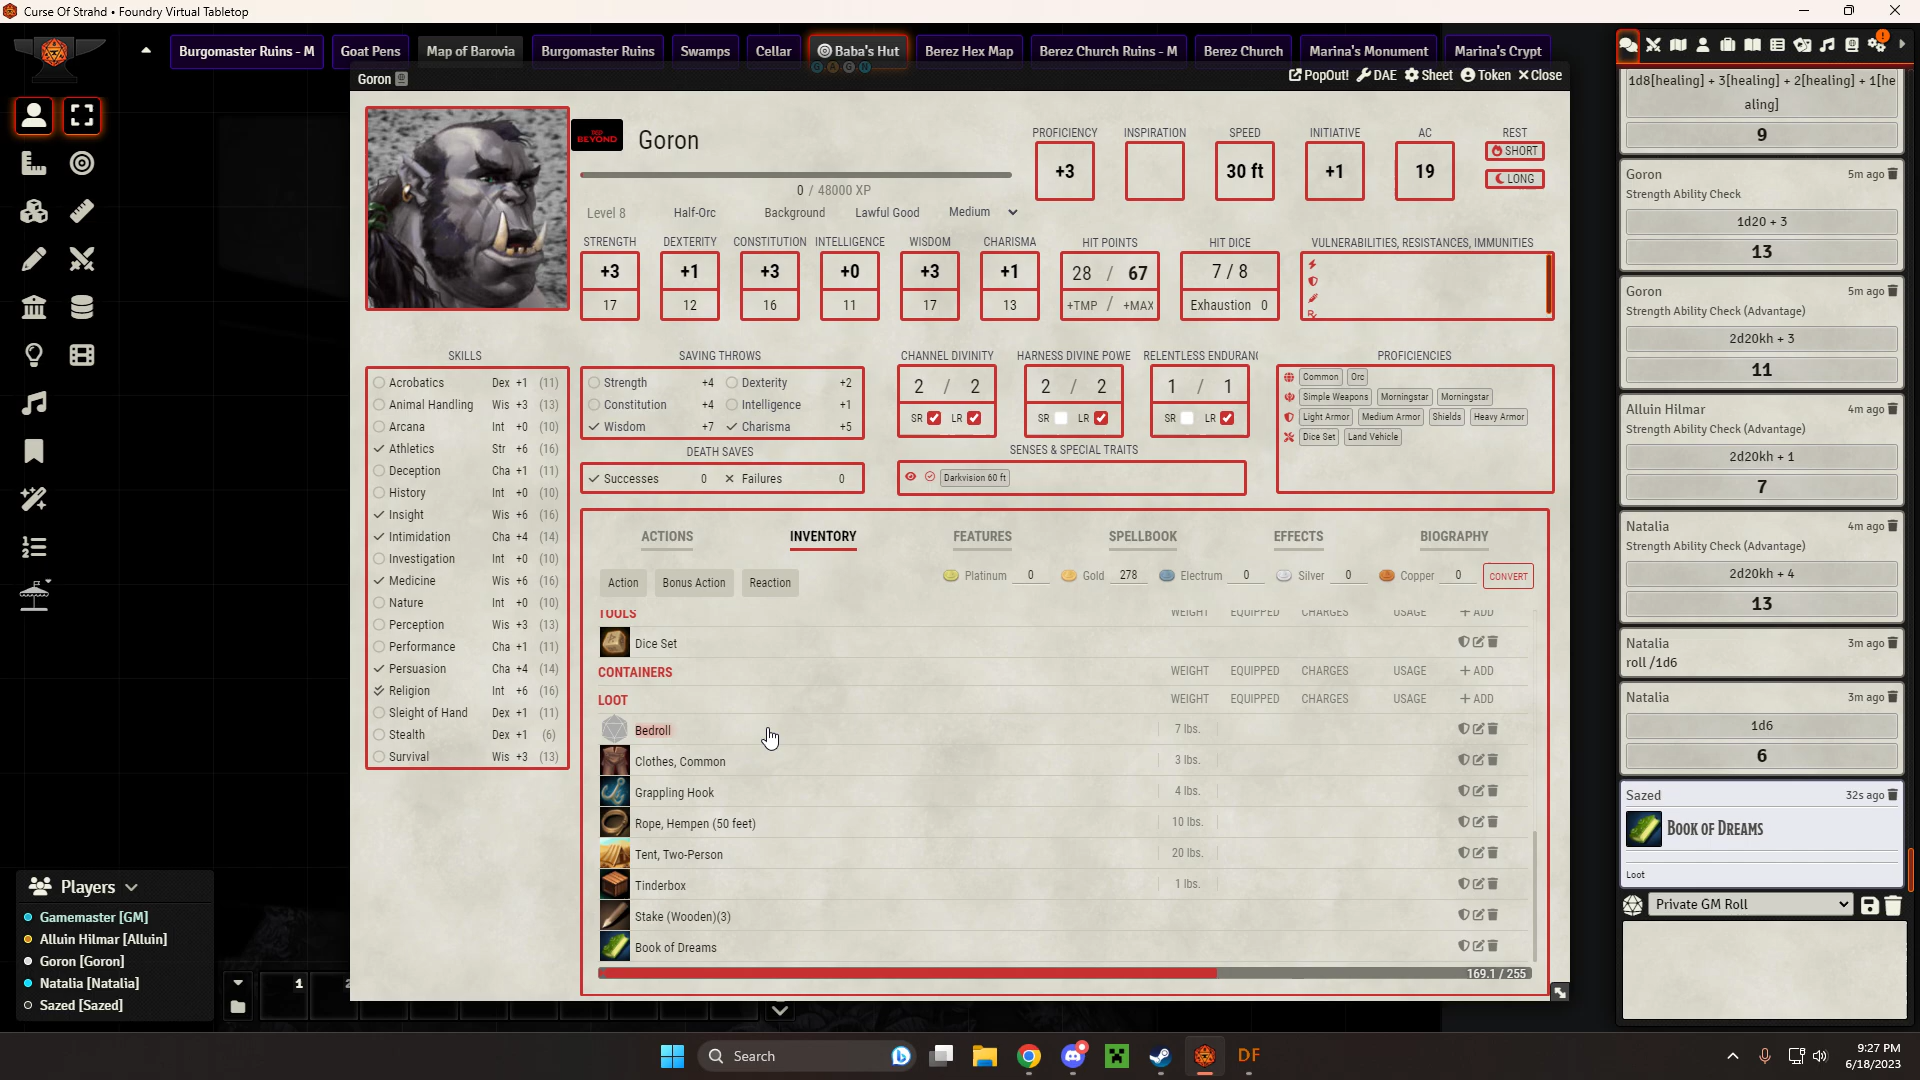 Curse Of Strahd • Foundry Virtual Tabletop
Burgomaster Ruins - M
Goat Pens
Map of Barovia
Burgomaster Ruins
Swamps
Cellar
Baba's Hut
Berez Hex Map
Berez Church Ruins - M
Berez Church
Marina's Monument
Marina's Crypt
G A G N
Goron
PopOut! DAE Sheet Token Close
BEYOND
Goron
0 / 48000 XP
Level 8 Half-Orc Background Lawful Good Medium
PROFICIENCY INSPIRATION SPEED INITIATIVE AC REST
+3 30 ft +1 19
SHORT
LONG
STRENGTH DEXTERITY CONSTITUTION INTELLIGENCE WISDOM CHARISMA HIT POINTS HIT DICE VULNERABILITIES, RESISTANCES, IMMUNITIES
+3 +1 +3 +0 +3 +1 28 / 67 7 / 8
17 12 16 11 17 13 +TMP / +MAX Exhaustion 0
SKILLS
Acrobatics Dex +1 (11)
Animal Handling Wis +3 (13)
Arcana Int +0 (10)
Athletics Str +6 (16)
Deception Cha +1 (11)
History Int +0 (10)
Insight Wis +6 (16)
Intimidation Cha +4 (14)
Investigation Int +0 (10)
Medicine Wis +6 (16)
Nature Int +0 (10)
Perception Wis +3 (13)
Performance Cha +1 (11)
Persuasion Cha +4 (14)
Religion Int +6 (16)
Sleight of Hand Dex +1 (11)
Stealth Dex +1 (6)
Survival Wis +3 (13)
SAVING THROWS
Strength +4 Dexterity +2
Constitution +4 Intelligence +1
Wisdom +7 Charisma +5
DEATH SAVES
Successes 0 Failures 0
CHANNEL DIVINITY HARNESS DIVINE POWE RELENTLESS ENDURANC
2 / 2 2 / 2 1 / 1
SR LR SR LR SR LR
SENSES & SPECIAL TRAITS
Darkvision 60 ft
PROFICIENCIES
Common Orc
Simple Weapons Morningstar Morningstar
Light Armor Medium Armor Shields Heavy Armor
Dice Set Land Vehicle
ACTIONS INVENTORY FEATURES SPELLBOOK EFFECTS BIOGRAPHY
Action Bonus Action Reaction
Platinum 0 Gold 278 Electrum 0 Silver 0 Copper 0 CONVERT
TOOLS WEIGHT EQUIPPED CHARGES USAGE + ADD
Dice Set
CONTAINERS WEIGHT EQUIPPED CHARGES USAGE + ADD
LOOT WEIGHT EQUIPPED CHARGES USAGE + ADD
Bedroll 7 lbs.
Clothes, Common 3 lbs.
Grappling Hook 4 lbs.
Rope, Hempen (50 feet) 10 lbs.
Tent, Two-Person 20 lbs.
Tinderbox 1 lbs.
Stake (Wooden)(3)
Book of Dreams
169.1 / 255
Players
Gamemaster [GM]
Alluin Hilmar [Alluin]
Goron [Goron]
Natalia [Natalia]
Sazed [Sazed]
1 2
1d8[healing] + 3[healing] + 2[healing] + 1[he
aling]
9
Goron 5m ago
Strength Ability Check
1d20 + 3
13
Goron 5m ago
Strength Ability Check (Advantage)
2d20kh + 3
11
Alluin Hilmar 4m ago
Strength Ability Check (Advantage)
2d20kh + 1
7
Natalia 4m ago
Strength Ability Check (Advantage)
2d20kh + 4
13
Natalia 3m ago
roll /1d6
Natalia 3m ago
1d6
6
Sazed 32s ago
Book of Dreams
Loot
Private GM Roll
Search
DF
9:27 PM
6/18/2023